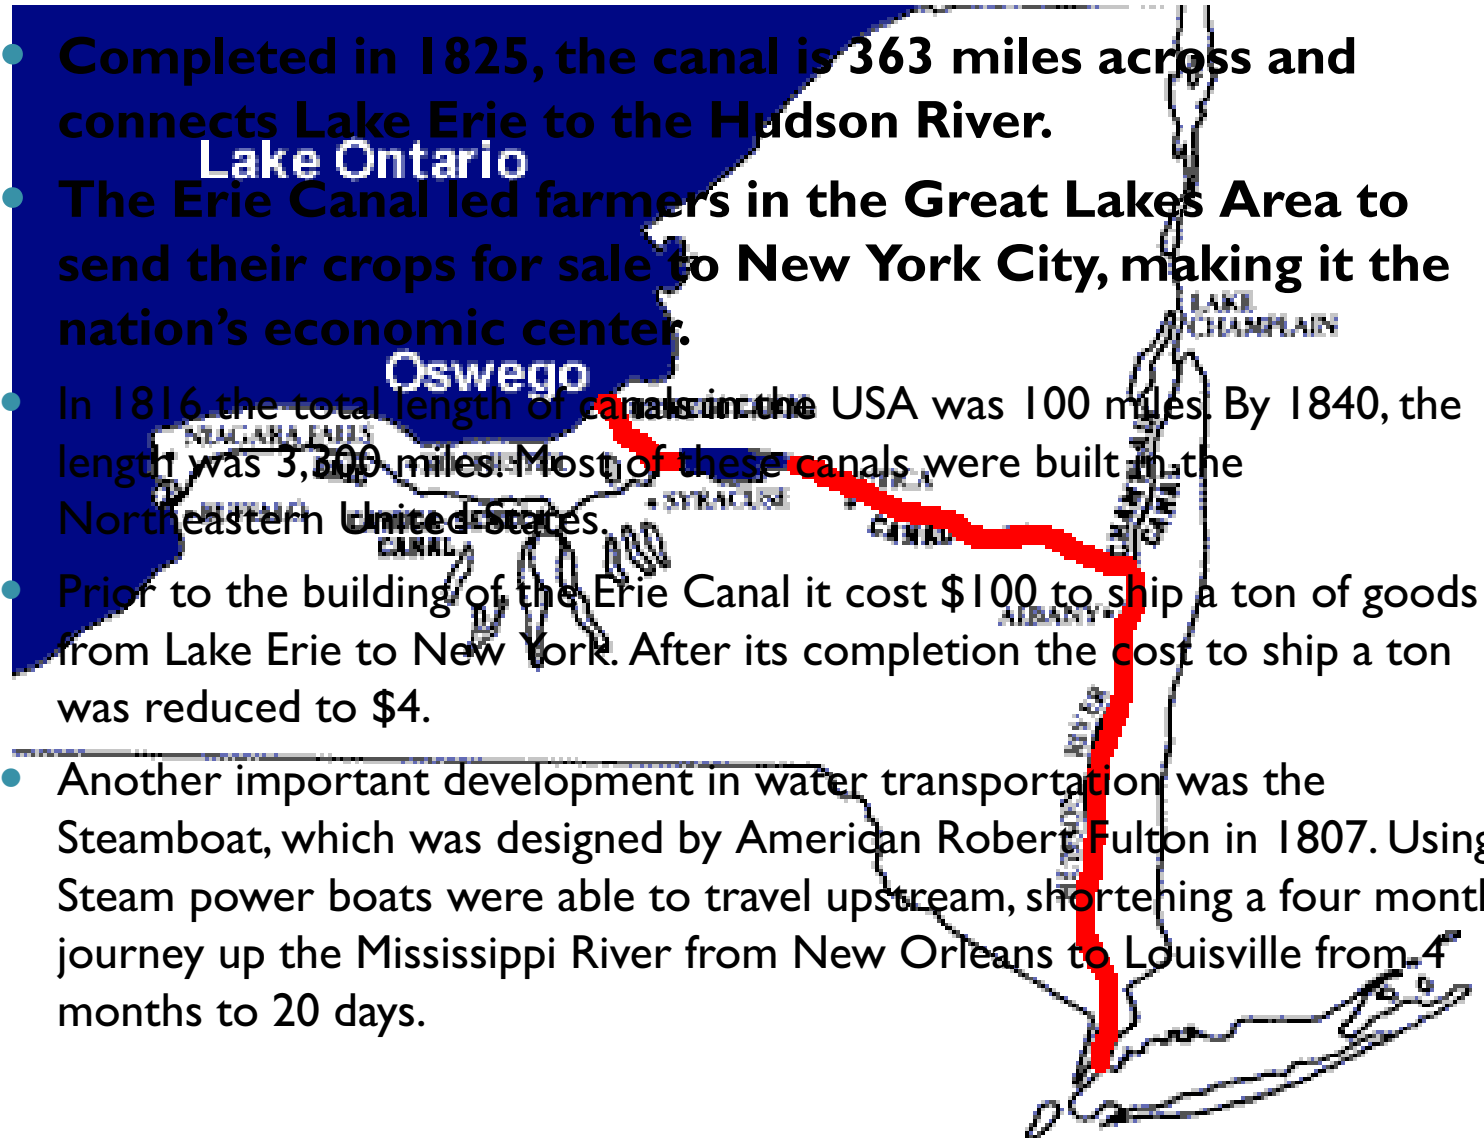 Completed in 1825, the canal is 363 miles across and
connects Lake Erie to the Hudson River.
Lake Ontario
The Erie Canal led farmers in the Great Lakes Area to
send their crops for sale to New York City, making it the
nation's economic center.
LAKE
CHAMPLAIN
Oswego
In 1816 the total length of canals in the USA was 100 miles. By 1840, the
NIAGARA FALLS
length was 3,300 miles. Most of these canals were built in the
SYRACUSE
Northeastern United States.
CANAL
CANAL
CHAMPLAIN
CANAL
Prior to the building of the Erie Canal it cost $100 to ship a ton of goods
ALBANY
from Lake Erie to New York. After its completion the cost to ship a ton
was reduced to $4.
HUDSON RIVER
Another important development in water transportation was the
Steamboat, which was designed by American Robert Fulton in 1807. Using
Steam power boats were able to travel upstream, shortening a four month
journey up the Mississippi River from New Orleans to Louisville from 4
months to 20 days.